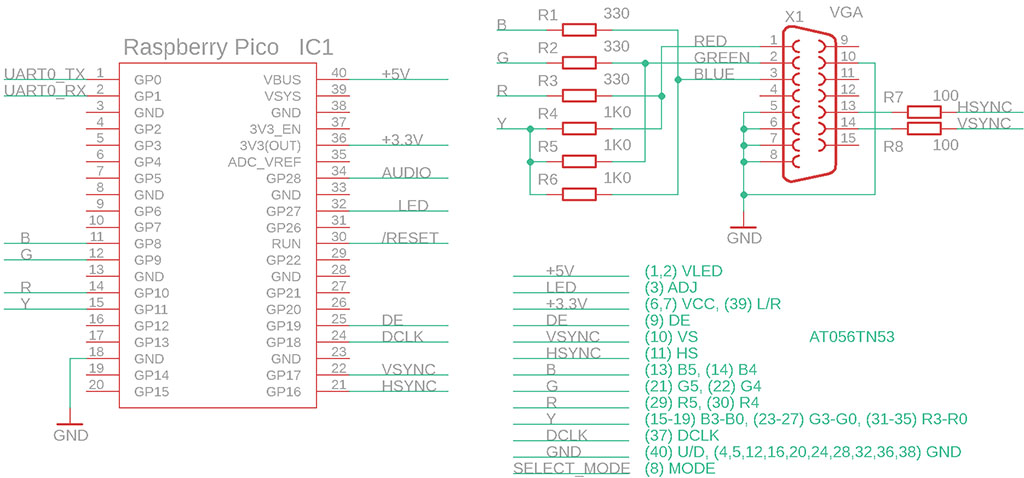 Raspberry Pico IC1
UART0_TX 1 GP0 VBUS 40 +5V
UART0_RX 2 GP1 VSYS 39
3 GND GND 38
4 GP2 3V3_EN 37
5 GP3 3V3(OUT) 36 +3.3V
6 GP4 ADC_VREF 35
7 GP5 GP28 34 AUDIO
8 GND GND 33
9 GP6 GP27 32 LED
10 GP7 GP26 31
B 11 GP8 RUN 30 /RESET
G 12 GP9 GP22 29
13 GND GND 28
R 14 GP10 GP21 27
Y 15 GP11 GP20 26
16 GP12 GP19 25 DE
17 GP13 GP18 24 DCLK
18 GND GND 23
19 GP14 GP17 22 VSYNC
20 GP15 GP16 21 HSYNC
GND
X1 VGA
B R1 330
G R2 330
R R3 330
Y R4 1K0
R5 1K0
R6 1K0
RED 1 9
GREEN 2 10
BLUE 3 11
4 12
5 13 R7 100 HSYNC
6 14 R8 100 VSYNC
7 15
8
GND
+5V (1,2) VLED
LED (3) ADJ
+3.3V (6,7) VCC, (39) L/R
DE (9) DE
VSYNC (10) VS AT056TN53
HSYNC (11) HS
B (13) B5, (14) B4
G (21) G5, (22) G4
R (29) R5, (30) R4
Y (15-19) B3-B0, (23-27) G3-G0, (31-35) R3-R0
DCLK (37) DCLK
GND (40) U/D, (4,5,12,16,20,24,28,32,36,38) GND
SELECT_MODE (8) MODE